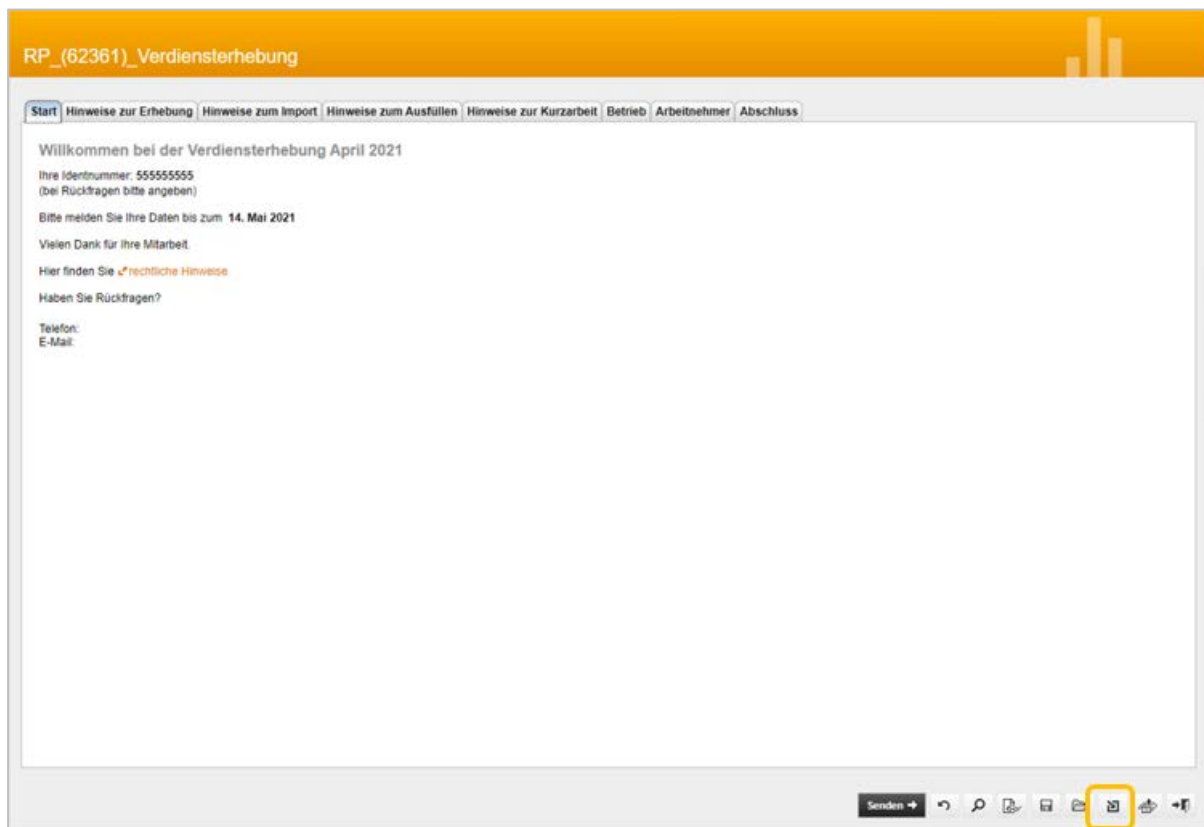 RP_(62361)_Verdiensterhebung
Start Hinweise zur Erhebung Hinweise zum Import Hinweise zum Ausfüllen Hinweise zur Kurzarbeit Betrieb Arbeitnehmer Abschluss
Willkommen bei der Verdiensterhebung April 2021
Ihre Identnummer: 555555555
(bei Rückfragen bitte angeben)
Bitte melden Sie Ihre Daten bis zum 14. Mai 2021
Vielen Dank für Ihre Mitarbeit.
Hier finden Sie rechtliche Hinweise.
Haben Sie Rückfragen?
Telefon:
E-Mail:
Senden